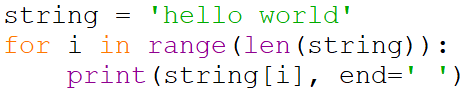 string = 'hello world'
for i in range(len(string)):
    print(string[i], end=' ')